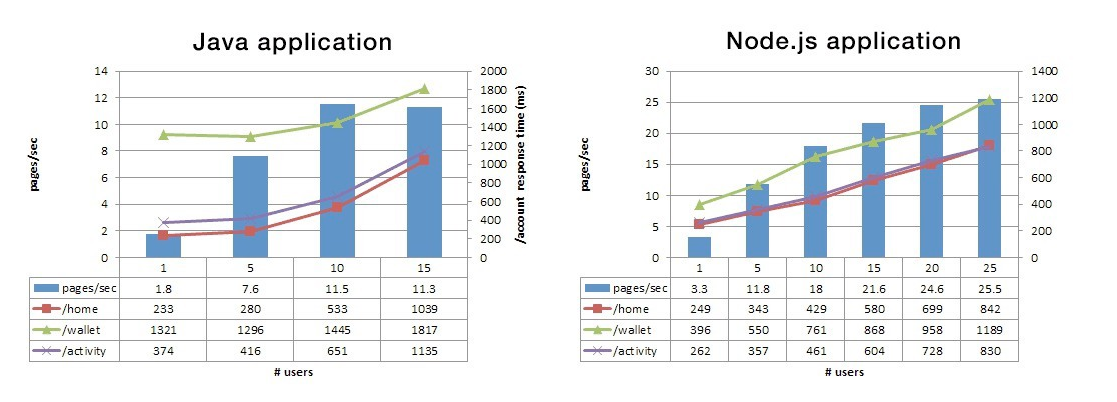 Java application
14
12
10
8
6
4
2
0
pages/sec
2000
1800
1600
1400
1200
1000
800
600
400
200
0
/account response time (ms)
1 5 10 15
pages/sec 1.8 7.6 11.5 11.3
/home 233 280 533 1039
/wallet 1321 1296 1445 1817
/activity 374 416 651 1135
# users
Node.js application
30
25
20
15
10
5
0
pages/sec
1400
1200
1000
800
600
400
200
0
1 5 10 15 20 25
pages/sec 3.3 11.8 18 21.6 24.6 25.5
/home 249 343 429 580 699 842
/wallet 396 550 761 868 958 1189
/activity 262 357 461 604 728 830
# users